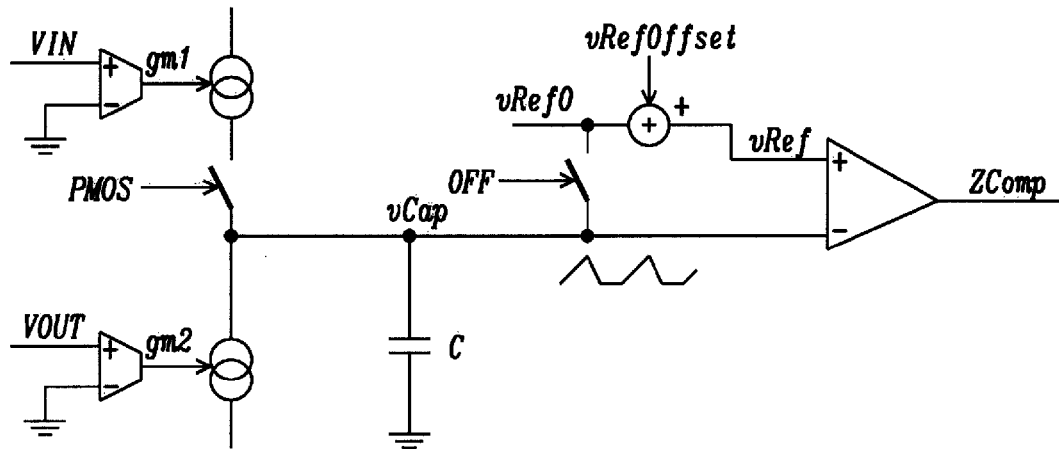 vRefOffset
VIN
gm1
vRef0
+
+
-
+
vRef
+
PMOS
OFF
vCap
ZComp
-
VOUT
gm2
+
-
C